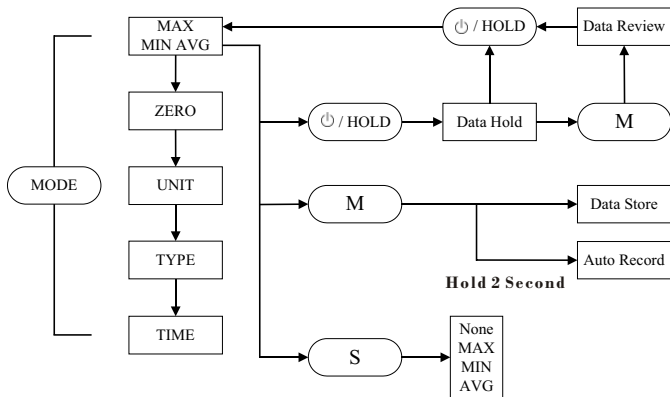 MAX
MIN AVG
⏻ / HOLD
Data Review
ZERO
⏻ / HOLD
Data Hold
M
MODE
UNIT
M
Data Store
TYPE
Auto Record
Hold 2 Second
TIME
S
None
MAX
MIN
AVG